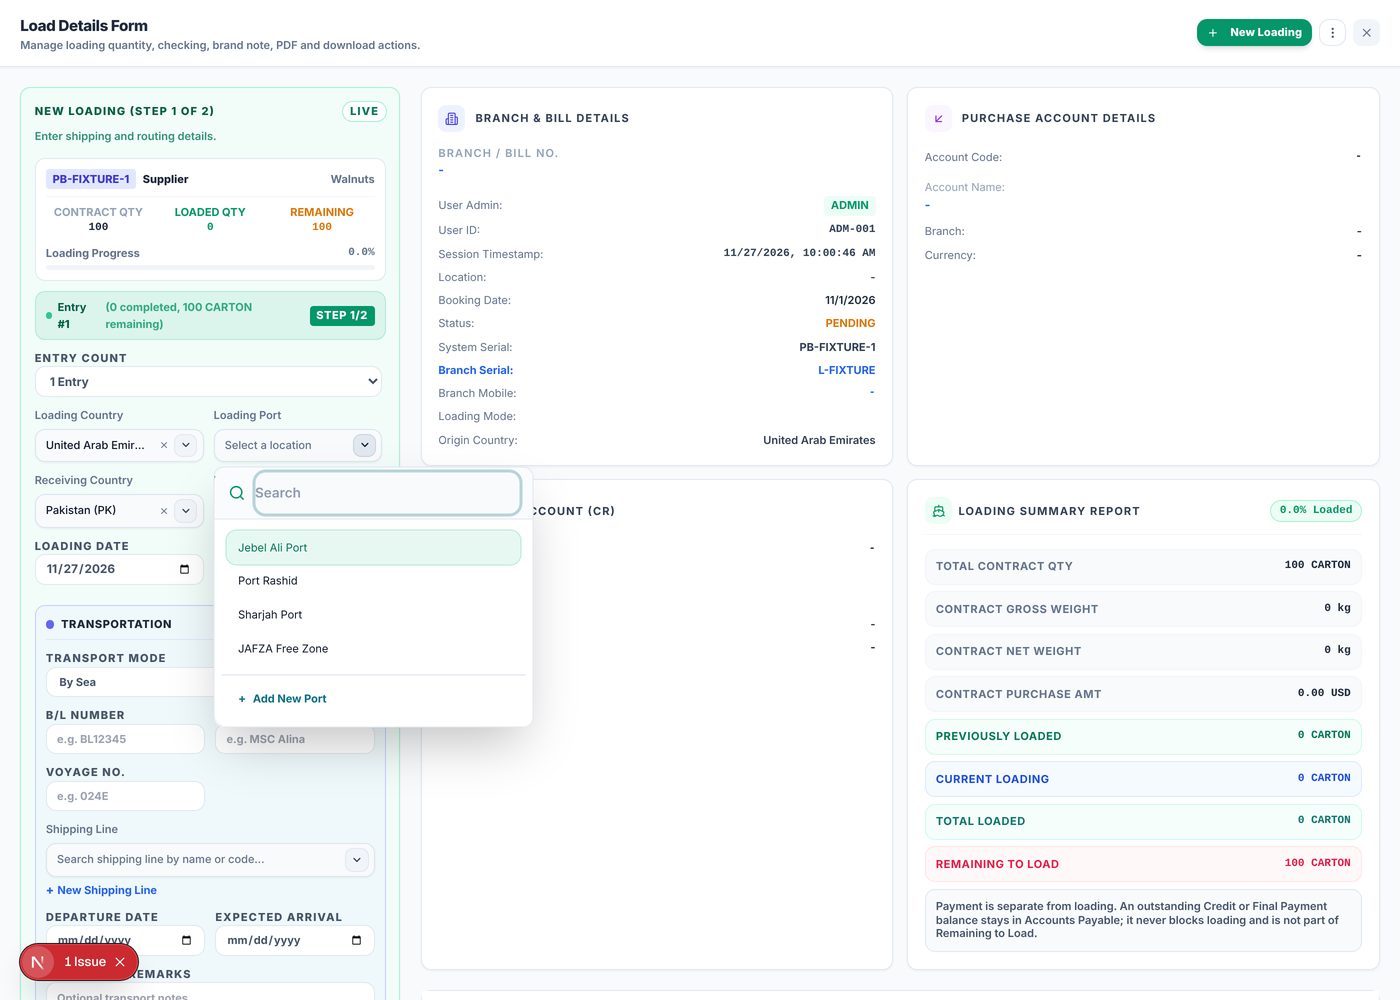 Load Details Form
Manage loading quantity, checking, brand note, PDF and download actions.
+ New Loading
NEW LOADING (STEP 1 OF 2)
LIVE
Enter shipping and routing details.
PB-FIXTURE-1 Supplier Walnuts
CONTRACT QTY LOADED QTY REMAINING
100 0 100
Loading Progress 0.0%
Entry #1
(0 completed, 100 CARTON remaining)
STEP 1/2
ENTRY COUNT
1 Entry
Loading Country Loading Port
United Arab Emir... × Select a location
Receiving Country
Pakistan (PK) ×
LOADING DATE
11/27/2026
Search
Jebel Ali Port
Port Rashid
Sharjah Port
JAFZA Free Zone
+ Add New Port
TRANSPORTATION
TRANSPORT MODE
By Sea
B/L NUMBER
e.g. BL12345 e.g. MSC Alina
VOYAGE NO.
e.g. 024E
Shipping Line
Search shipping line by name or code...
+ New Shipping Line
DEPARTURE DATE EXPECTED ARRIVAL
mm/dd/yyyy mm/dd/yyyy
EMARKS
Optional transport notes
N 1 Issue ×
BRANCH & BILL DETAILS
BRANCH / BILL NO.
-
User Admin: ADMIN
User ID: ADM-001
Session Timestamp: 11/27/2026, 10:00:46 AM
Location: -
Booking Date: 11/1/2026
Status: PENDING
System Serial: PB-FIXTURE-1
Branch Serial: L-FIXTURE
Branch Mobile: -
Loading Mode:
Origin Country: United Arab Emirates
PURCHASE ACCOUNT DETAILS
Account Code: -
Account Name:
-
Branch: -
Currency: -
CCOUNT (CR)
-
-
-
LOADING SUMMARY REPORT
0.0% Loaded
TOTAL CONTRACT QTY 100 CARTON
CONTRACT GROSS WEIGHT 0 kg
CONTRACT NET WEIGHT 0 kg
CONTRACT PURCHASE AMT 0.00 USD
PREVIOUSLY LOADED 0 CARTON
CURRENT LOADING 0 CARTON
TOTAL LOADED 0 CARTON
REMAINING TO LOAD 100 CARTON
Payment is separate from loading. An outstanding Credit or Final Payment
balance stays in Accounts Payable; it never blocks loading and is not part of
Remaining to Load.